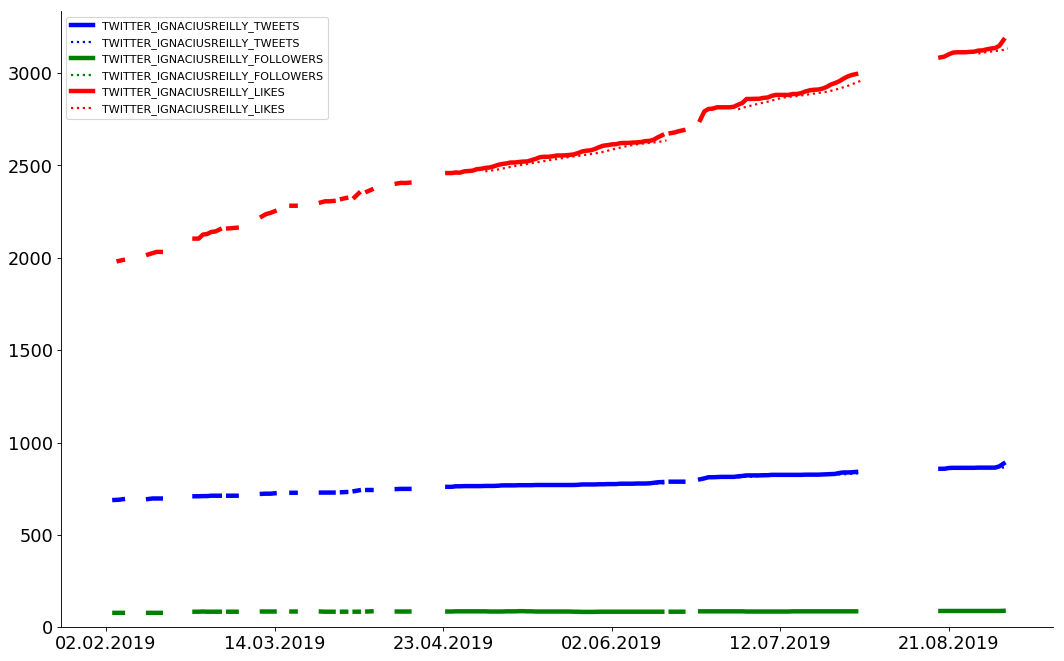 TWITTER_IGNACIUSREILLY_TWEETS
TWITTER_IGNACIUSREILLY_TWEETS
TWITTER_IGNACIUSREILLY_FOLLOWERS
TWITTER_IGNACIUSREILLY_FOLLOWERS
TWITTER_IGNACIUSREILLY_LIKES
TWITTER_IGNACIUSREILLY_LIKES
3000
2500
2000
1500
1000
500
0
02.02.2019 14.03.2019 23.04.2019 02.06.2019 12.07.2019 21.08.2019